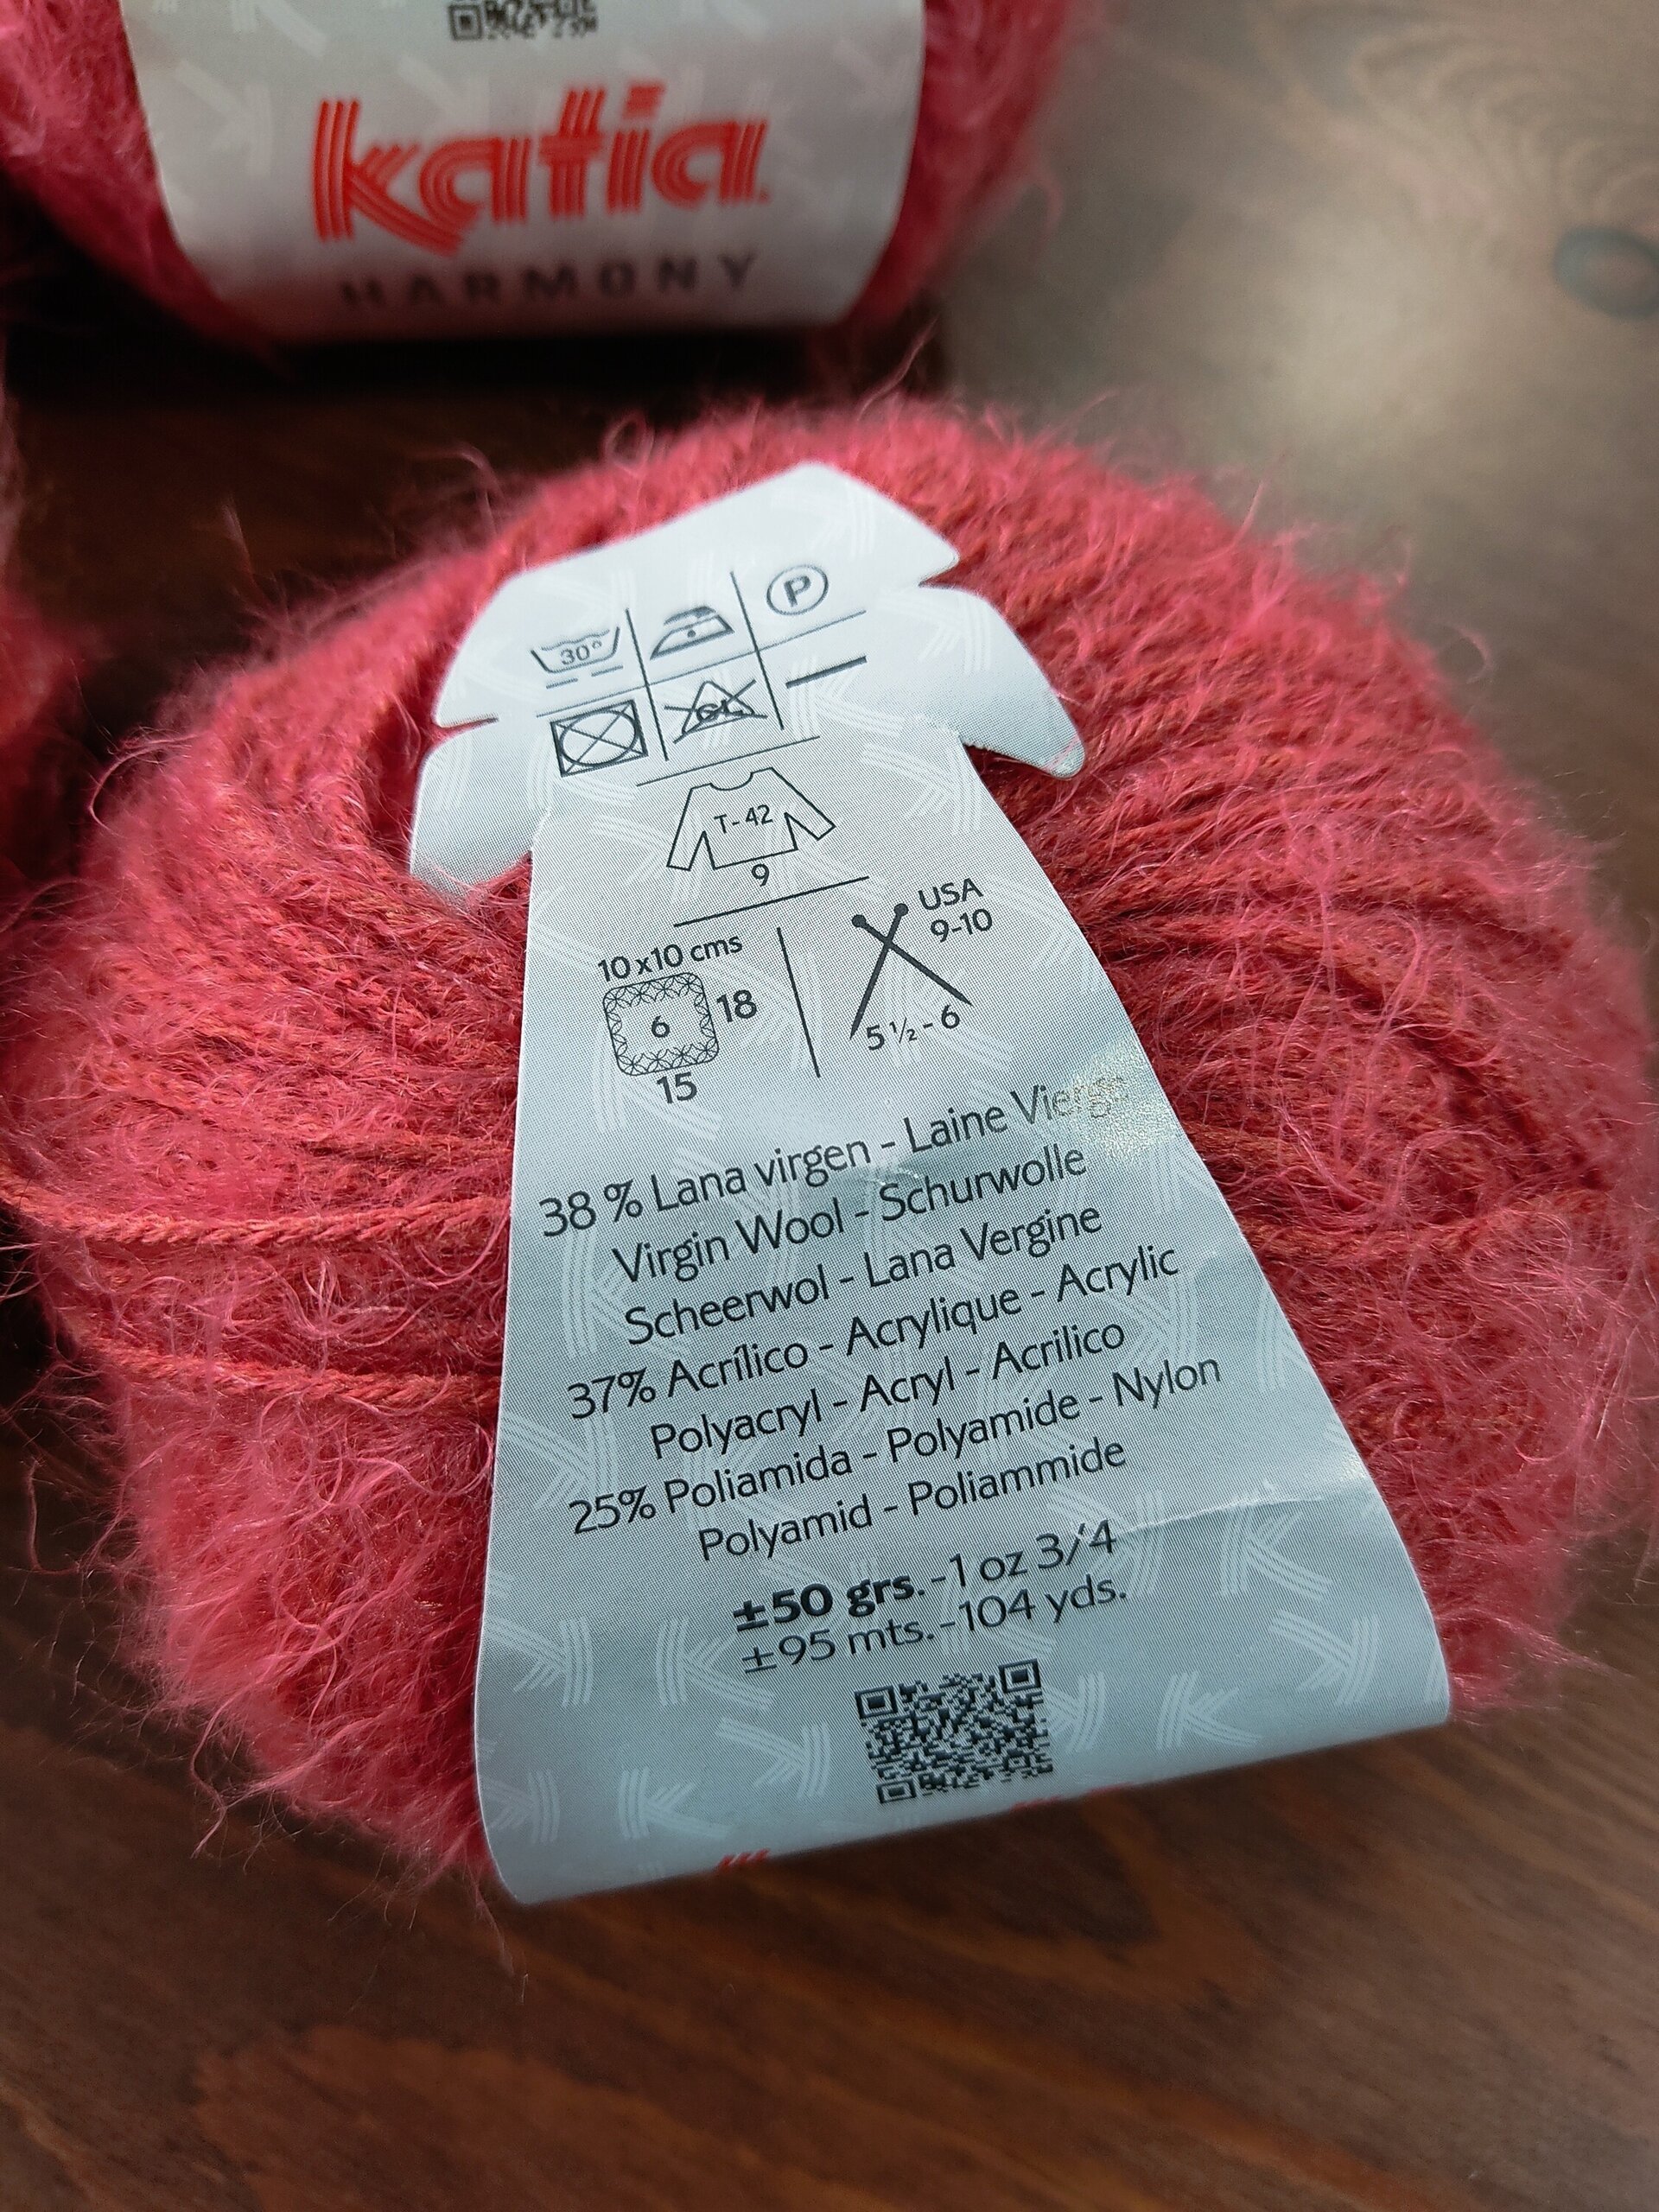 katia
HARMONY
30°
P
CL
T-42
9
USA
9-10
10x10 cms
6
18
15
5 ½ - 6
38 % Lana virgen - Laine Vierge
Virgin Wool - Schurwolle
Scheerwol - Lana Vergine
37% Acrílico - Acrylique - Acrylic
Polyacryl - Acryl - Acrilico
25% Poliamida - Polyamide - Nylon
Polyamid - Poliammide
±50 grs.-1 oz 3/4
±95 mts.-104 yds.